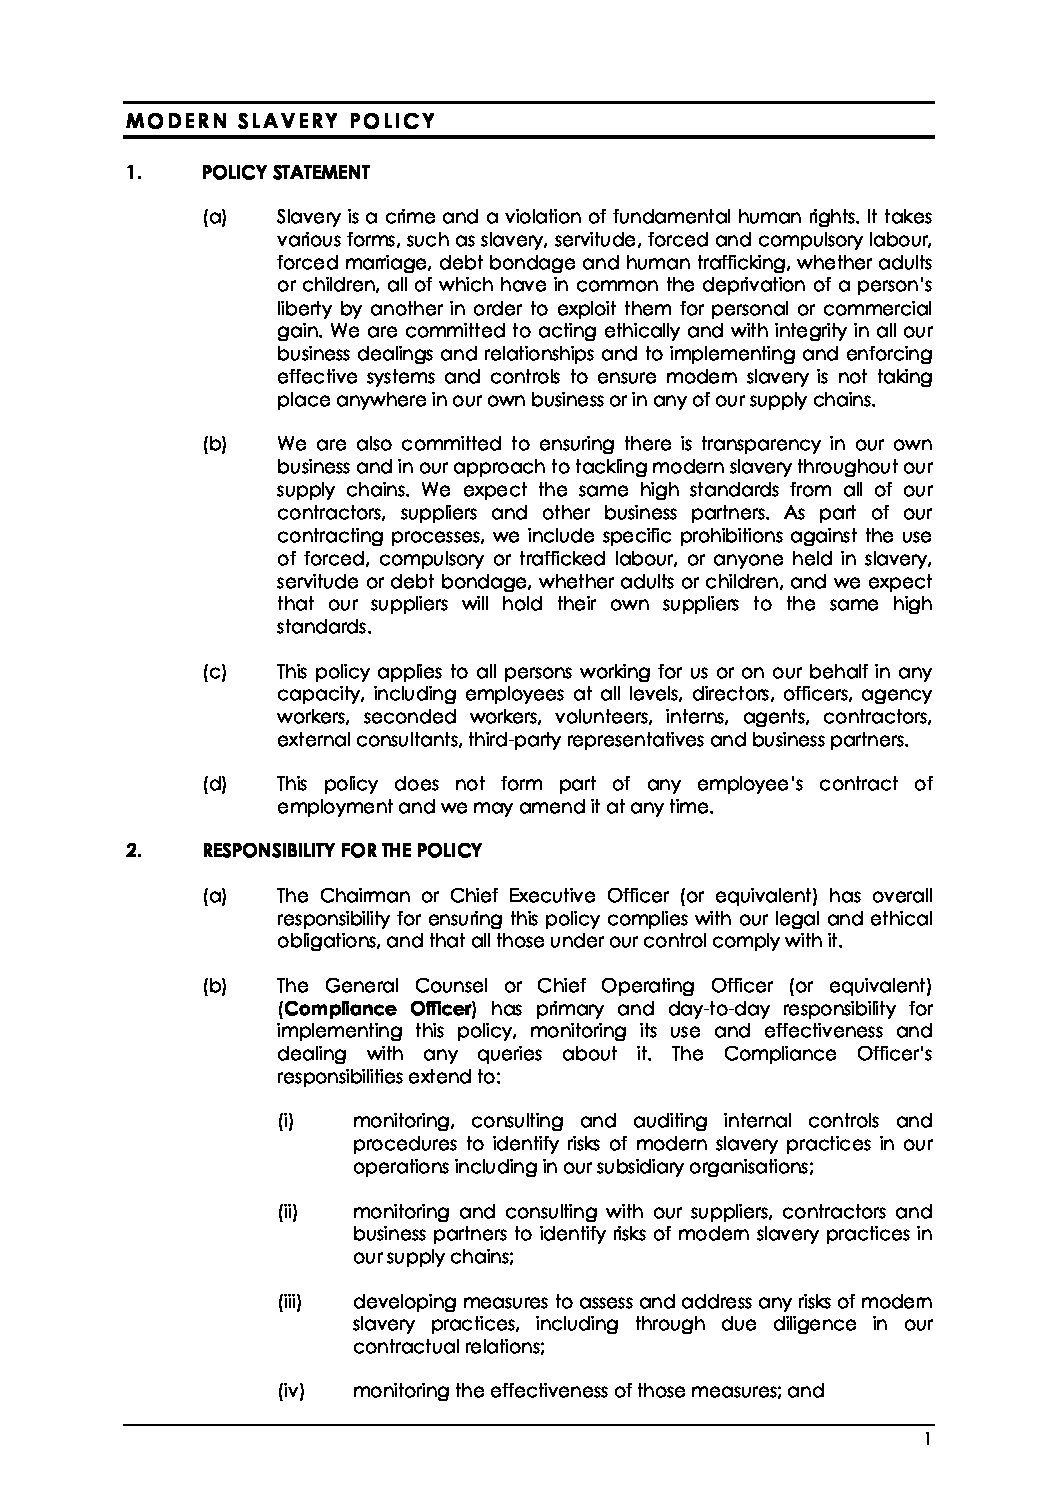 MODERN SLAVERY POLICY
1. POLICY STATEMENT
(a) Slavery is a crime and a violation of fundamental human rights. It takes
various forms, such as slavery, servitude, forced and compulsory labour,
forced marriage, debt bondage and human trafficking, whether adults
or children, all of which have in common the deprivation of a person's
liberty by another in order to exploit them for personal or commercial
gain. We are committed to acting ethically and with integrity in all our
business dealings and relationships and to implementing and enforcing
effective systems and controls to ensure modern slavery is not taking
place anywhere in our own business or in any of our supply chains.
(b) We are also committed to ensuring there is transparency in our own
business and in our approach to tackling modern slavery throughout our
supply chains. We expect the same high standards from all of our
contractors, suppliers and other business partners. As part of our
contracting processes, we include specific prohibitions against the use
of forced, compulsory or trafficked labour, or anyone held in slavery,
servitude or debt bondage, whether adults or children, and we expect
that our suppliers will hold their own suppliers to the same high
standards.
(c) This policy applies to all persons working for us or on our behalf in any
capacity, including employees at all levels, directors, officers, agency
workers, seconded workers, volunteers, interns, agents, contractors,
external consultants, third-party representatives and business partners.
(d) This policy does not form part of any employee's contract of
employment and we may amend it at any time.
2. RESPONSIBILITY FOR THE POLICY
(a) The Chairman or Chief Executive Officer (or equivalent) has overall
responsibility for ensuring this policy complies with our legal and ethical
obligations, and that all those under our control comply with it.
(b) The General Counsel or Chief Operating Officer (or equivalent)
(Compliance Officer) has primary and day-to-day responsibility for
implementing this policy, monitoring its use and effectiveness and
dealing with any queries about it. The Compliance Officer's
responsibilities extend to:
(i) monitoring, consulting and auditing internal controls and
procedures to identify risks of modern slavery practices in our
operations including in our subsidiary organisations;
(ii) monitoring and consulting with our suppliers, contractors and
business partners to identify risks of modern slavery practices in
our supply chains;
(iii) developing measures to assess and address any risks of modern
slavery practices, including through due diligence in our
contractual relations;
(iv) monitoring the effectiveness of those measures; and
1